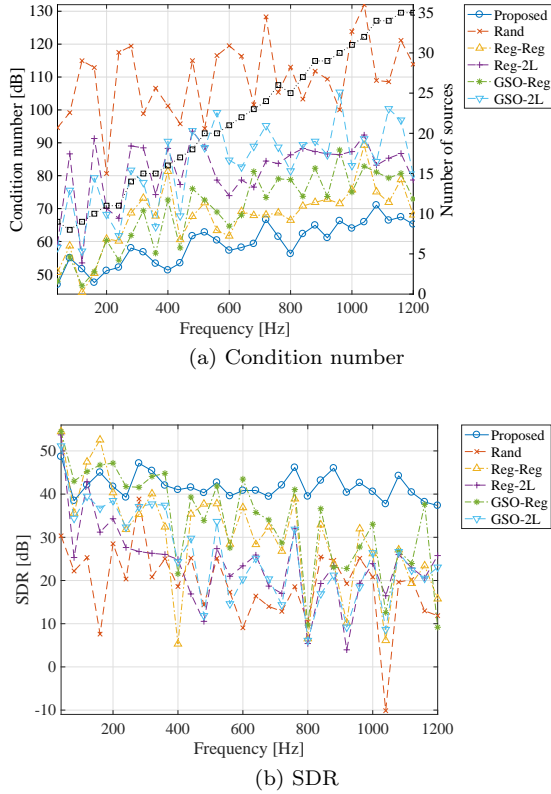 130
120
110
100
90
80
70
60
50
Condition number [dB]
35
30
25
20
15
10
5
0
Number of sources
200 400 600 800 1000 1200
Frequency [Hz]
Proposed
Rand
Reg-Reg
Reg-2L
GSO-Reg
GSO-2L
(a) Condition number
50
40
30
20
10
0
-10
SDR [dB]
200 400 600 800 1000 1200
Frequency [Hz]
Proposed
Rand
Reg-Reg
Reg-2L
GSO-Reg
GSO-2L
(b) SDR